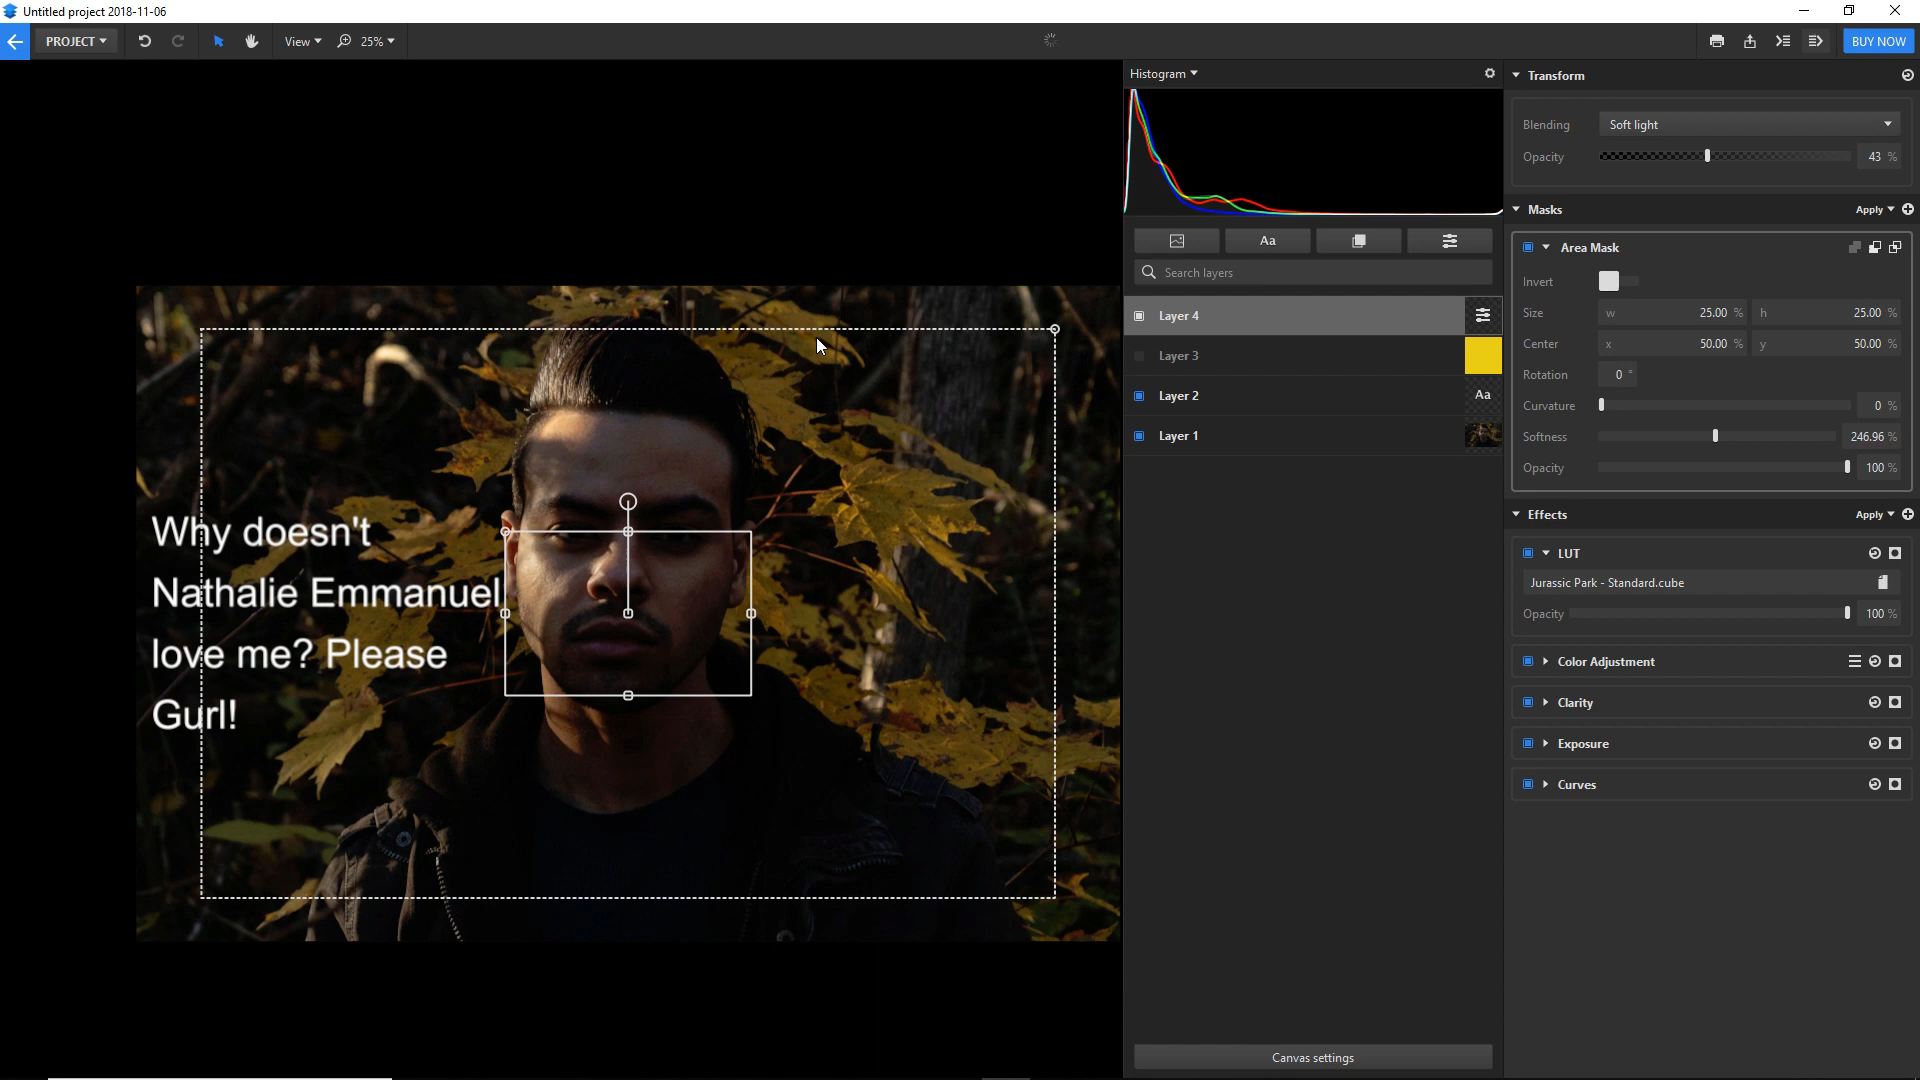 Untitled project 2018-11-06
PROJECT
View
25%
BUY NOW
Histogram
Aa
Search layers
Layer 4
Layer 3
Layer 2
Aa
Layer 1
Canvas settings
Transform
Blending
Soft light
Opacity
43 %
Masks
Apply
Area Mask
Invert
Size
w 25.00 %
h 25.00 %
Center
x 50.00 %
y 50.00 %
Rotation
0 °
Curvature
0 %
Softness
246.96 %
Opacity
100 %
Effects
Apply
LUT
Jurassic Park - Standard.cube
Opacity
100 %
Color Adjustment
Clarity
Exposure
Curves
Why doesn't
Nathalie Emmanuel
love me? Please
Gurl!